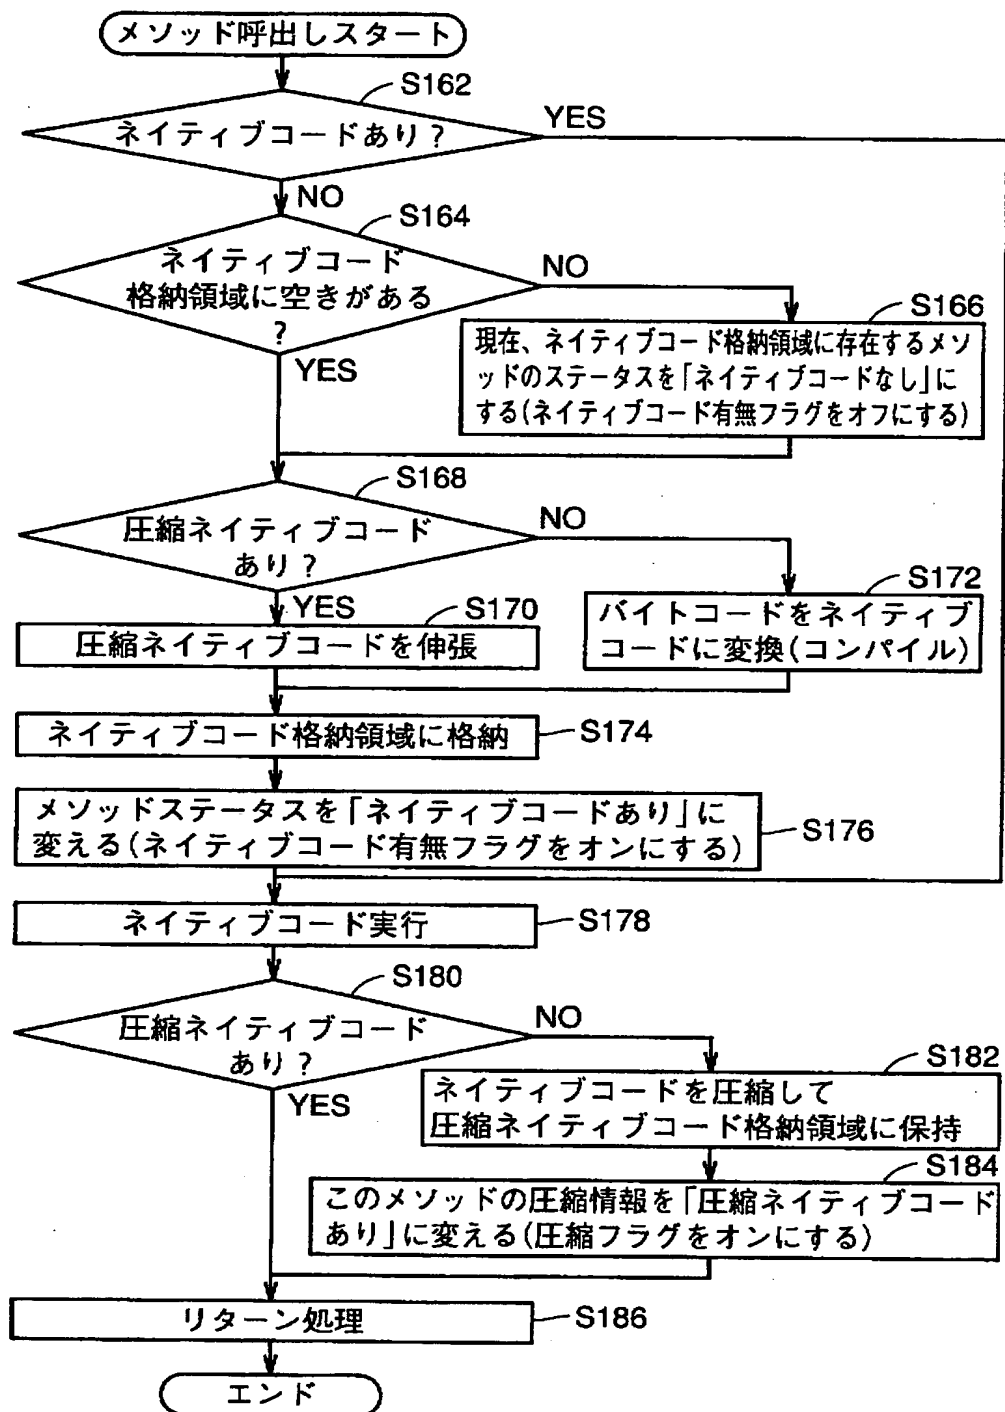 メソッド呼出しスタート
S162
ネイティブコードあり?
YES
NO
S164
ネイティブコード
格納領域に空きがある
?
NO
YES
S166
現在、ネイティブコード格納領域に存在するメソ
ッドのステータスを「ネイティブコードなし」に
する(ネイティブコード有無フラグをオフにする)
S168
圧縮ネイティブコード
あり?
NO
YES
S170
圧縮ネイティブコードを伸張
S172
バイトコードをネイティブ
コードに変換(コンパイル)
ネイティブコード格納領域に格納
S174
メソッドステータスを「ネイティブコードあり」に
変える(ネイティブコード有無フラグをオンにする)
S176
ネイティブコード実行
S178
S180
圧縮ネイティブコード
あり?
NO
YES
S182
ネイティブコードを圧縮して
圧縮ネイティブコード格納領域に保持
S184
このメソッドの圧縮情報を「圧縮ネイティブコード
あり」に変える(圧縮フラグをオンにする)
リターン処理
S186
エンド